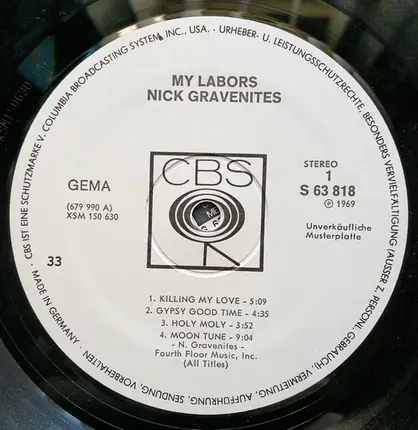 MY LABORS
NICK GRAVENITES
CBS
GEMA
(679 990 A)
XSM 150 630
33
STEREO
1
S 63 818
Ⓟ 1969
Unverkäufliche
Musterplatte
1. KILLING MY LOVE - 5:09
2. GYPSY GOOD TIME - 4:35
3. HOLY MOLY - 3:52
4. MOON TUNE - 9:04
- N. Gravenites -
Fourth Floor Music, Inc.
(All Titles)
· CBS IST EINE SCHUTZMARKE V. COLUMBIA BROADCASTING SYSTEM, INC., USA. · URHEBER- U. LEISTUNGSSCHUTZRECHTE, BESONDERS VERVIELFÄLTIGUNG (AUSSER Z. PERSÖNL. GEBRAUCH), VERMIETUNG, AUFFÜHRUNG, SENDUNG, VORBEHALTEN · MADE IN GERMANY